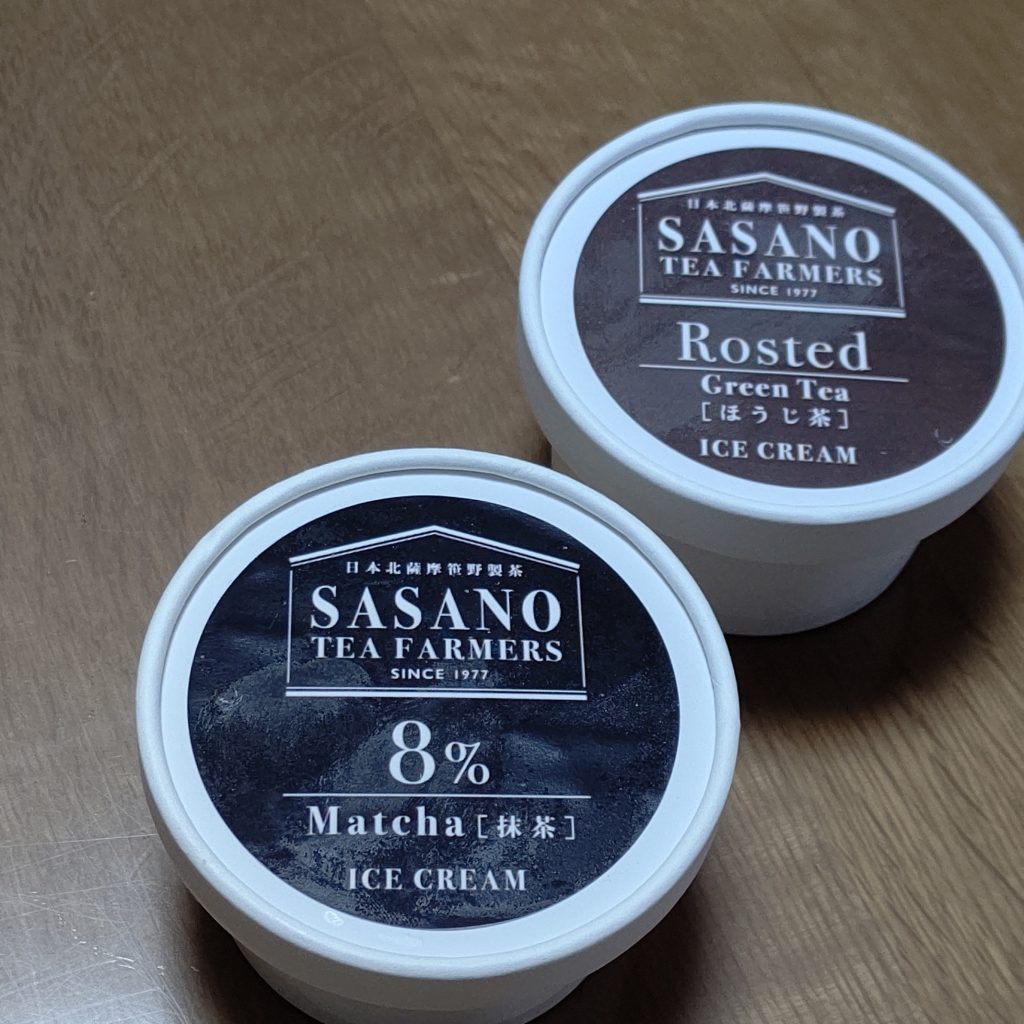 日本北薩摩笹野製茶
SASANO
TEA FARMERS
SINCE 1977
Rosted
Green Tea
[ほうじ茶]
ICE CREAM
日本北薩摩笹野製茶
SASANO
TEA FARMERS
SINCE 1977
8%
Matcha [抹茶]
ICE CREAM